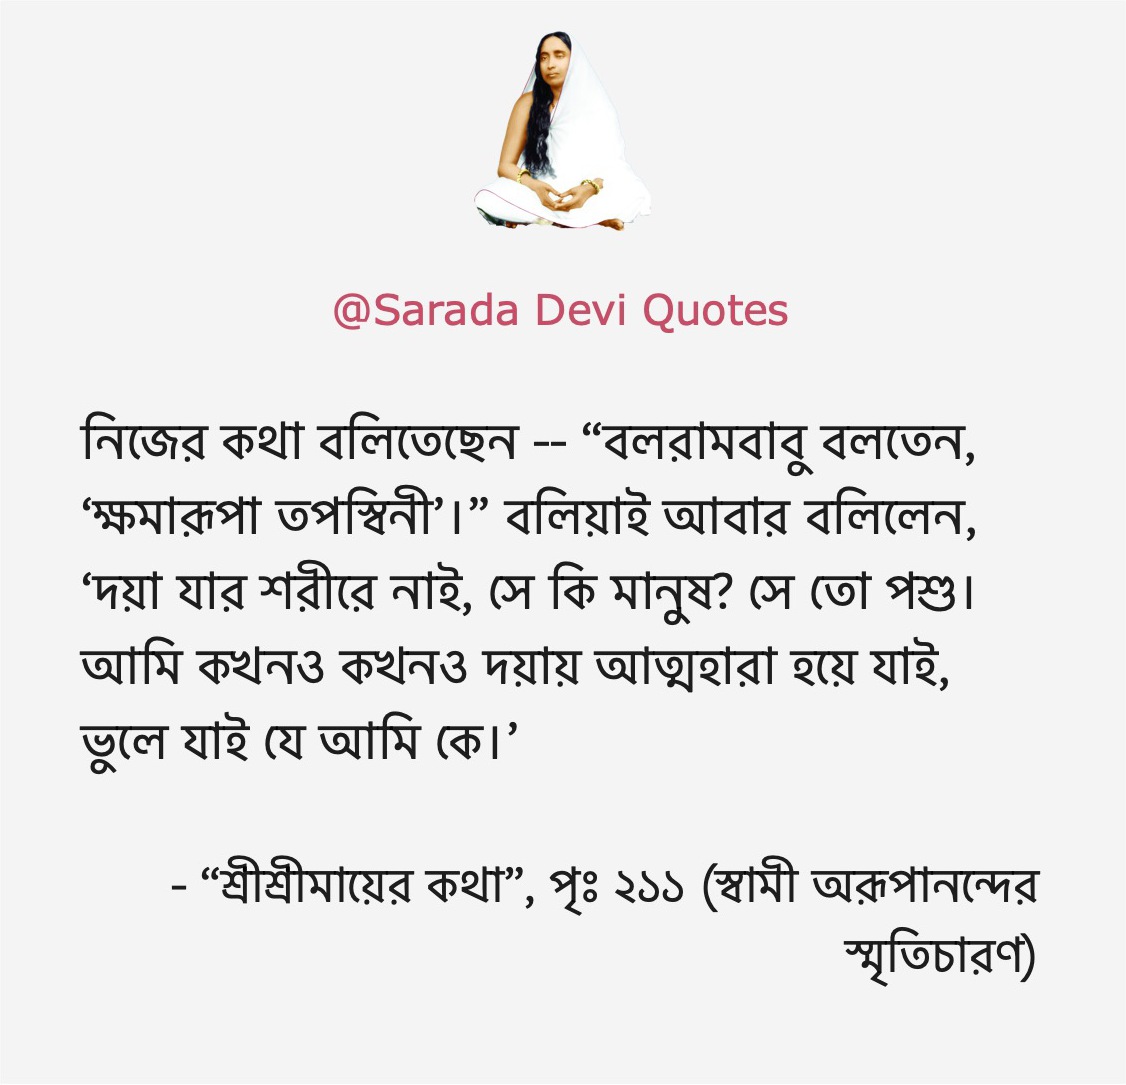 @Sarada Devi Quotes
নিজের কথা বলিতেছেন -- “বলরামবাবু বলতেন,
‘ক্ষমারূপা তপস্বিনী’।” বলিয়াই আবার বলিলেন,
‘দয়া যার শরীরে নাই, সে কি মানুষ? সে তো পশু।
আমি কখনও কখনও দয়ায় আত্মহারা হয়ে যাই,
ভুলে যাই যে আমি কে।’
- “শ্রীশ্রীমায়ের কথা”, পৃঃ ২১১ (স্বামী অরূপানন্দের
স্মৃতিচারণ)